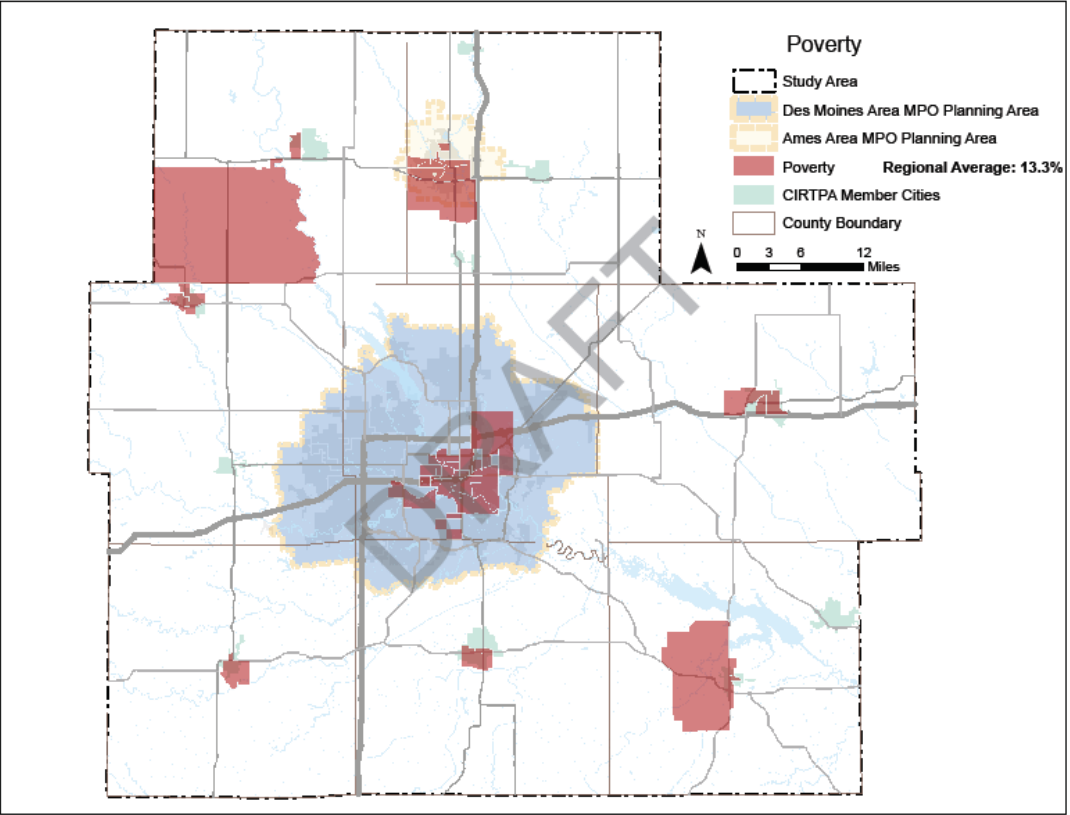 Poverty
Study Area
Des Moines Area MPO Planning Area
Ames Area MPO Planning Area
Poverty Regional Average: 13.3%
CIRTPA Member Cities
County Boundary
N
0 3 6 12
Miles
DRAFT